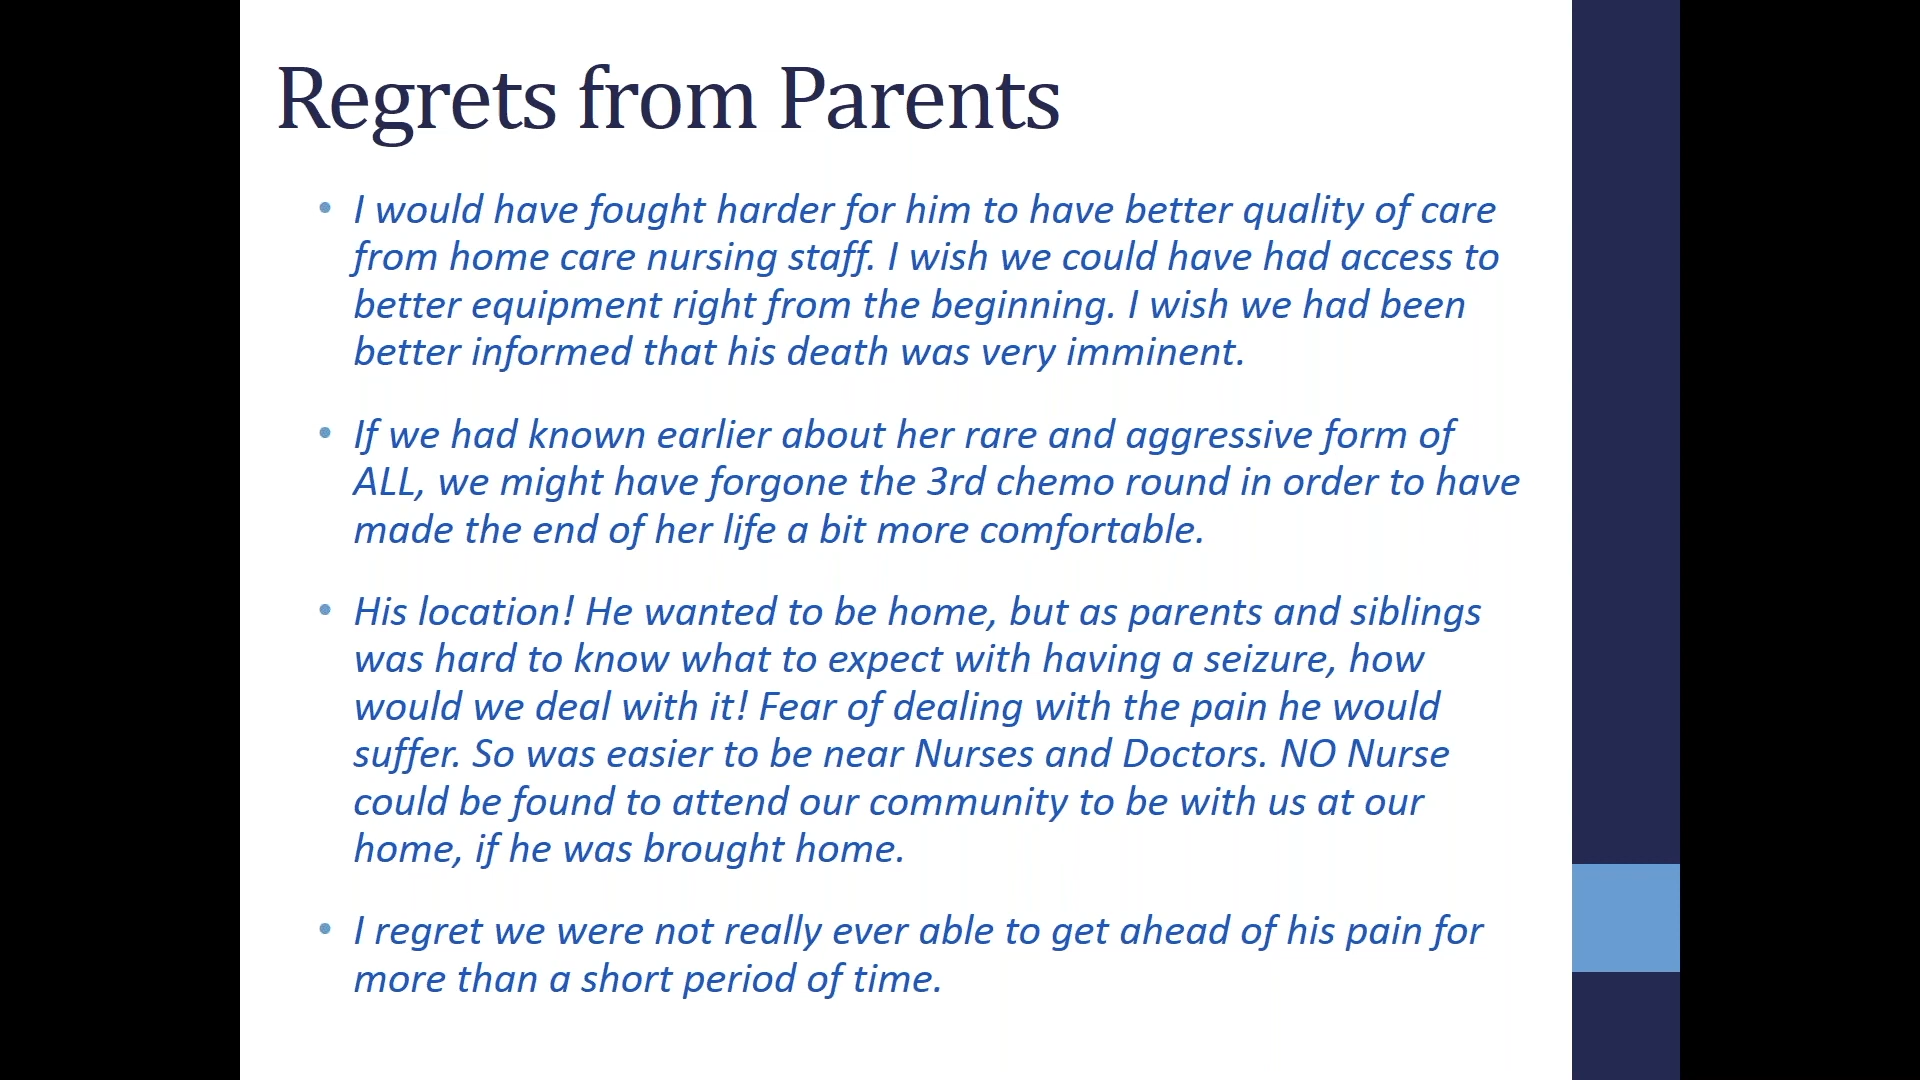 Regrets from Parents
• I would have fought harder for him to have better quality of care
from home care nursing staff. I wish we could have had access to
better equipment right from the beginning. I wish we had been
better informed that his death was very imminent.
• If we had known earlier about her rare and aggressive form of
ALL, we might have forgone the 3rd chemo round in order to have
made the end of her life a bit more comfortable.
• His location! He wanted to be home, but as parents and siblings
was hard to know what to expect with having a seizure, how
would we deal with it! Fear of dealing with the pain he would
suffer. So was easier to be near Nurses and Doctors. NO Nurse
could be found to attend our community to be with us at our
home, if he was brought home.
• I regret we were not really ever able to get ahead of his pain for
more than a short period of time.